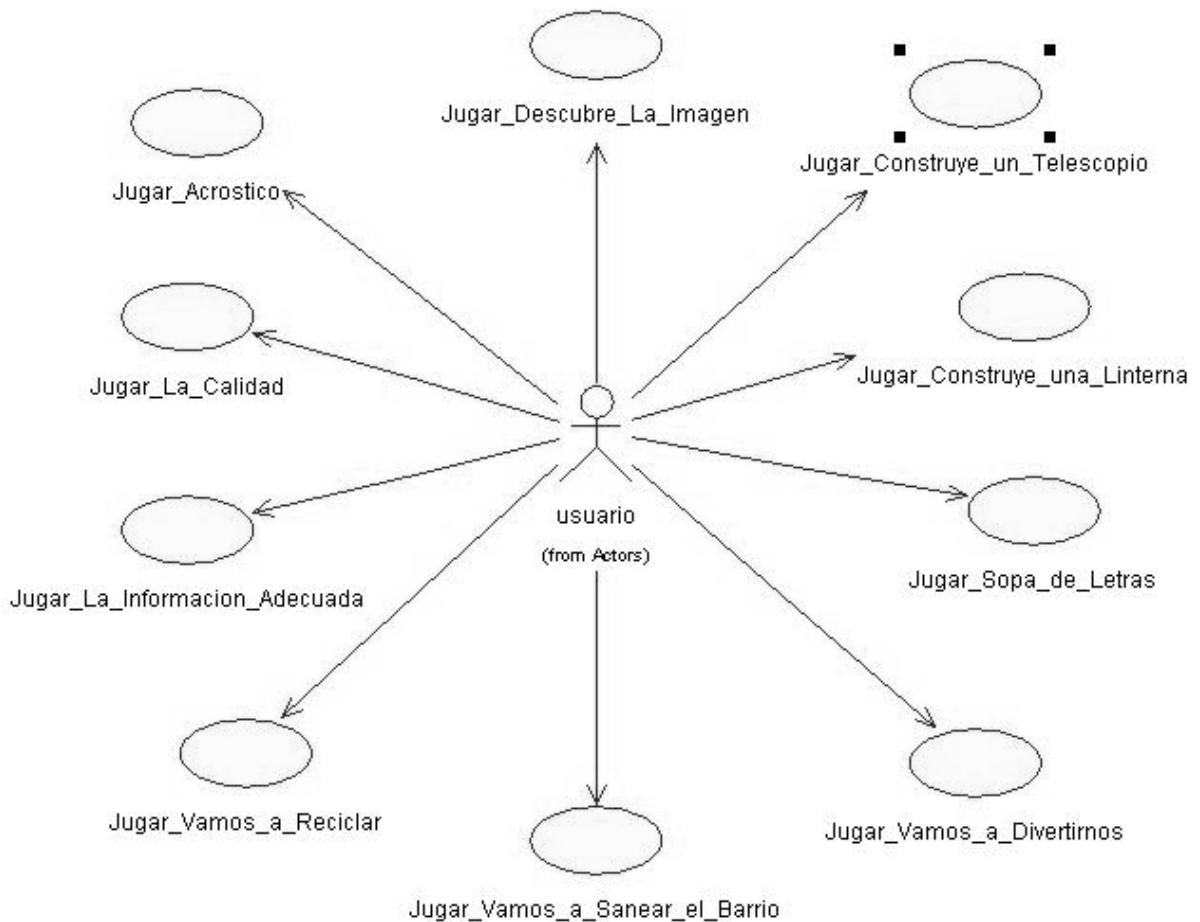 Jugar_Descubre_La_Imagen
Jugar_Construye_un_Telescopio
Jugar_Acrostico
Jugar_La_Calidad
Jugar_Construye_una_Linterna
usuario
(from Actors)
Jugar_La_Informacion_Adecuada
Jugar_Sopa_de_Letras
Jugar_Vamos_a_Reciclar
Jugar_Vamos_a_Divertirnos
Jugar_Vamos_a_Sanear_el_Barrio